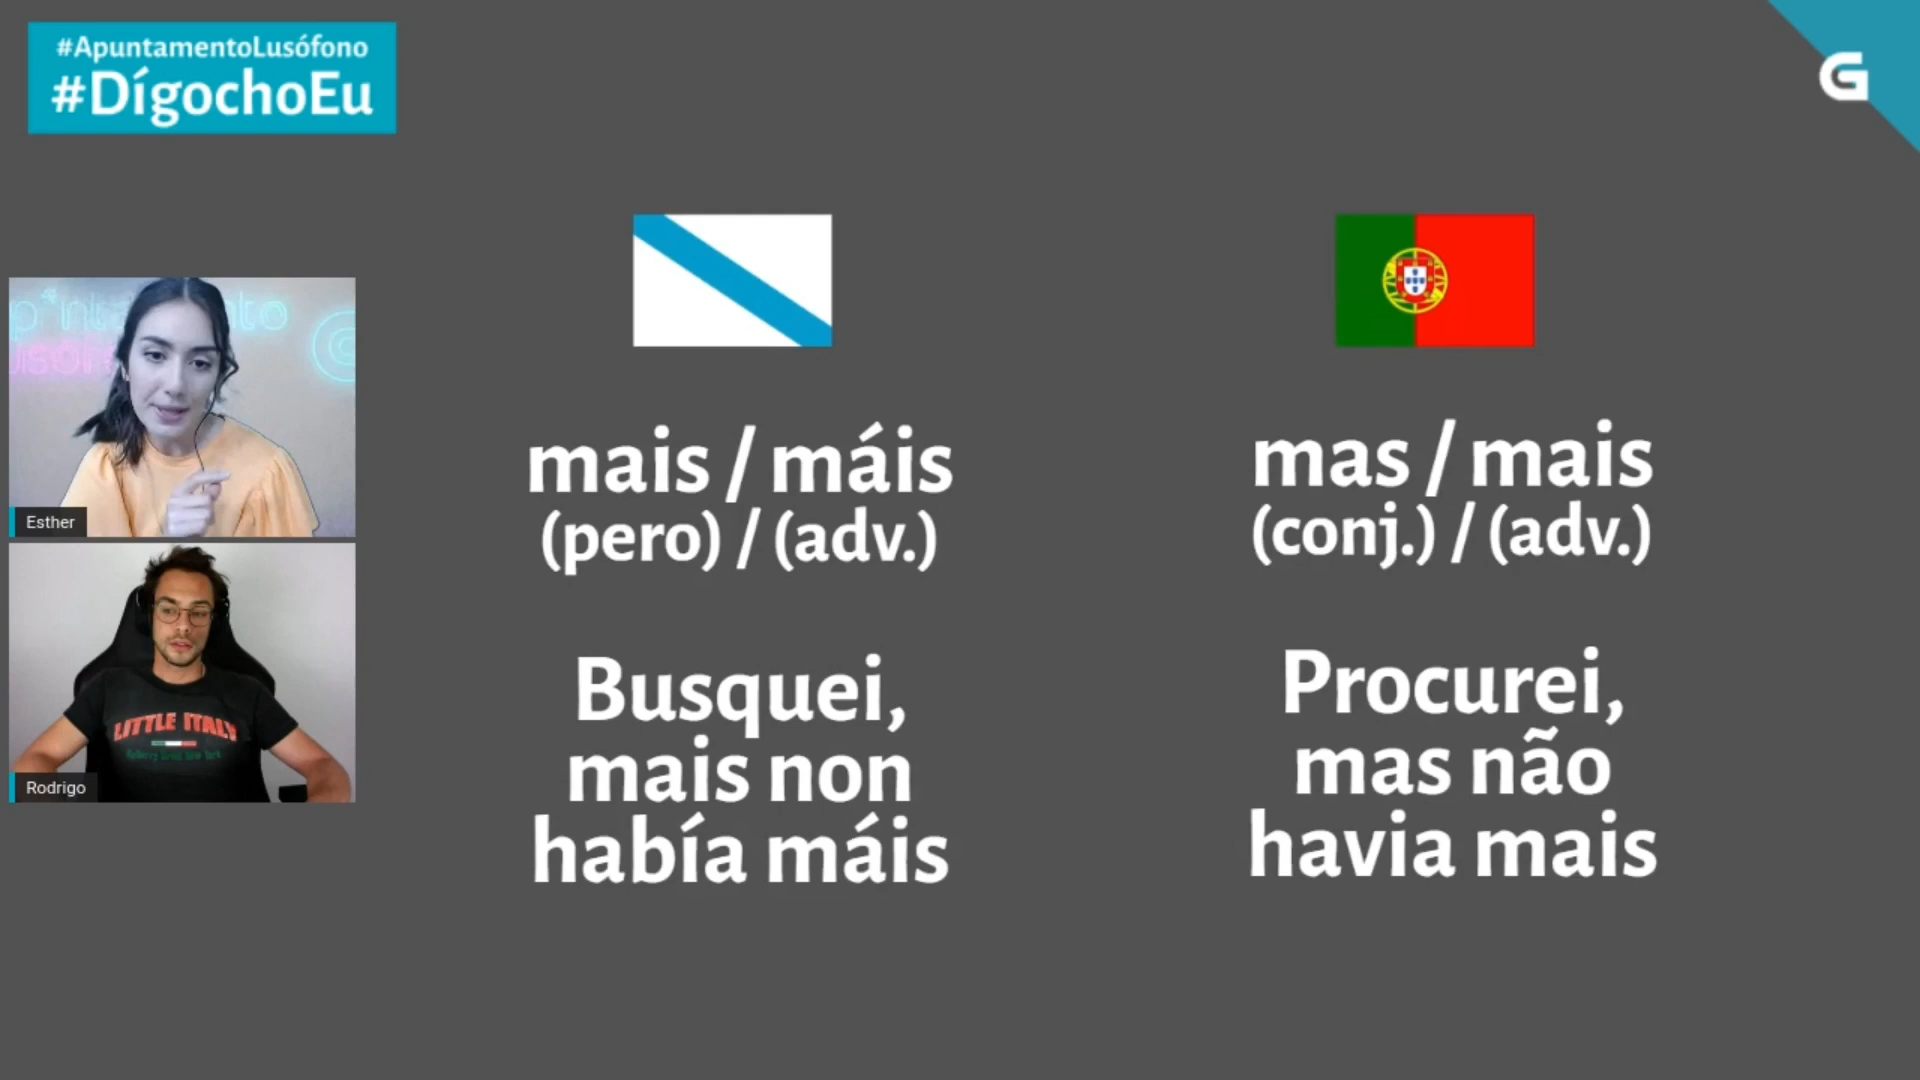 #ApuntamentoLusófono
#DígochoEu
G
Esther
LITTLE ITALY
Rodrigo
mais / máis
(pero) / (adv.)
Busquei,
mais non
había máis
mas / mais
(conj.) / (adv.)
Procurei,
mas não
havia mais